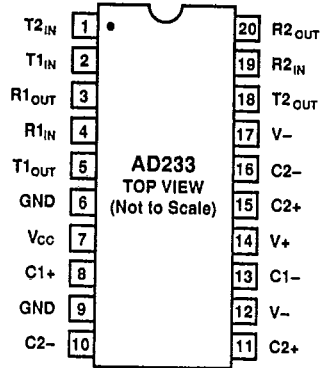 T2IN 1 20 R2OUT
T1IN 2 19 R2IN
R1OUT 3 18 T2OUT
R1IN 4 17 V−
T1OUT 5 AD233 16 C2−
GND 6 TOP VIEW 15 C2+
VCC 7 (Not to Scale) 14 V+
C1+ 8 13 C1−
GND 9 12 V−
C2− 10 11 C2+